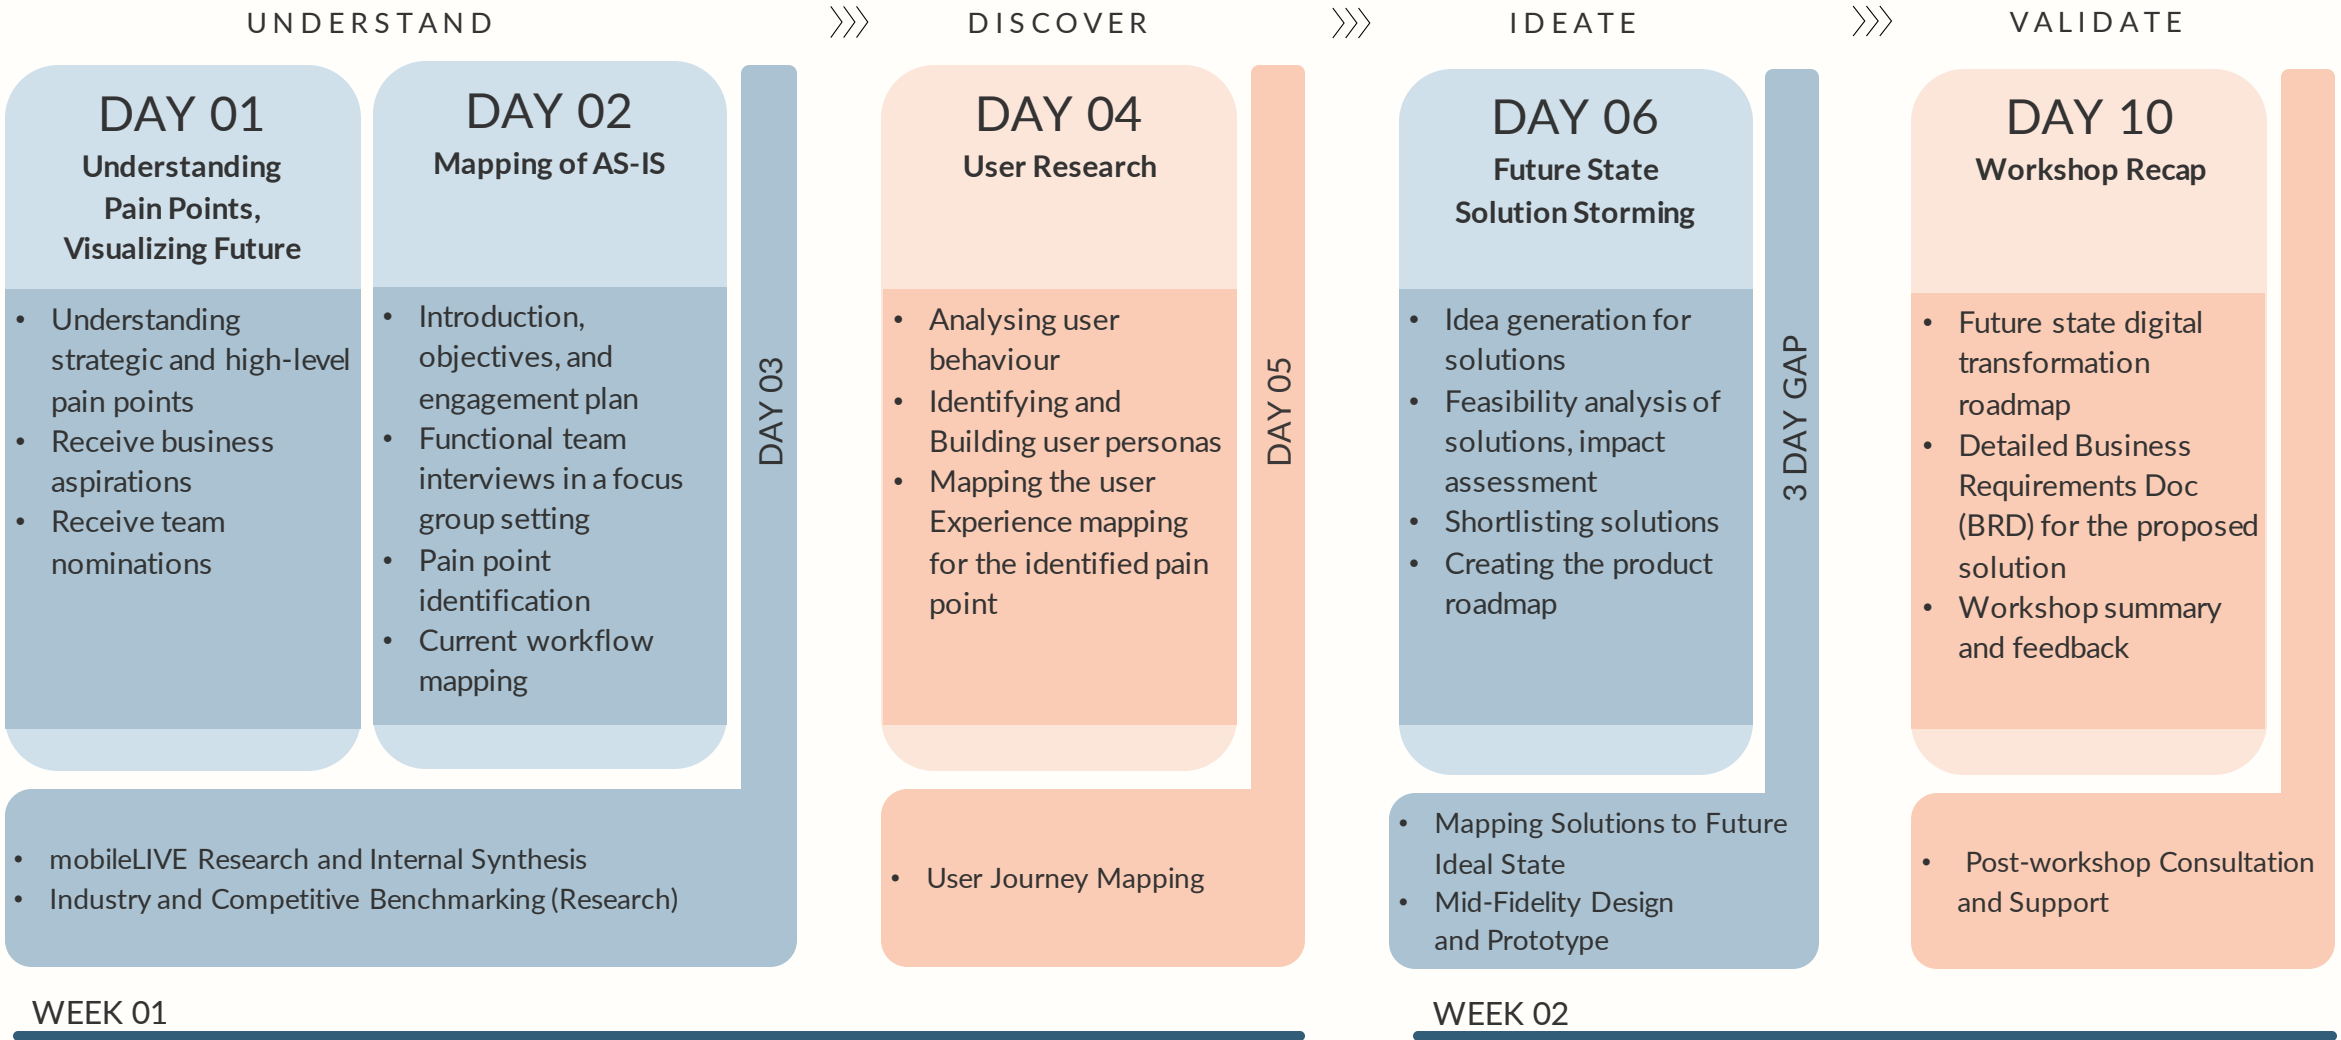 UNDERSTAND
DISCOVER
IDEATE
VALIDATE
DAY 01
Understanding
Pain Points,
Visualizing Future
• Understanding
strategic and high-level
pain points
• Receive business
aspirations
• Receive team
nominations
DAY 02
Mapping of AS-IS
• Introduction,
objectives, and
engagement plan
• Functional team
interviews in a focus
group setting
• Pain point
identification
• Current workflow
mapping
DAY 03
• mobileLIVE Research and Internal Synthesis
• Industry and Competitive Benchmarking (Research)
DAY 04
User Research
• Analysing user
behaviour
• Identifying and
Building user personas
• Mapping the user
Experience mapping
for the identified pain
point
DAY 05
• User Journey Mapping
DAY 06
Future State
Solution Storming
• Idea generation for
solutions
• Feasibility analysis of
solutions, impact
assessment
• Shortlisting solutions
• Creating the product
roadmap
3 DAY GAP
• Mapping Solutions to Future
Ideal State
• Mid-Fidelity Design
and Prototype
DAY 10
Workshop Recap
• Future state digital
transformation
roadmap
• Detailed Business
Requirements Doc
(BRD) for the proposed
solution
• Workshop summary
and feedback
• Post-workshop Consultation
and Support
WEEK 01
WEEK 02